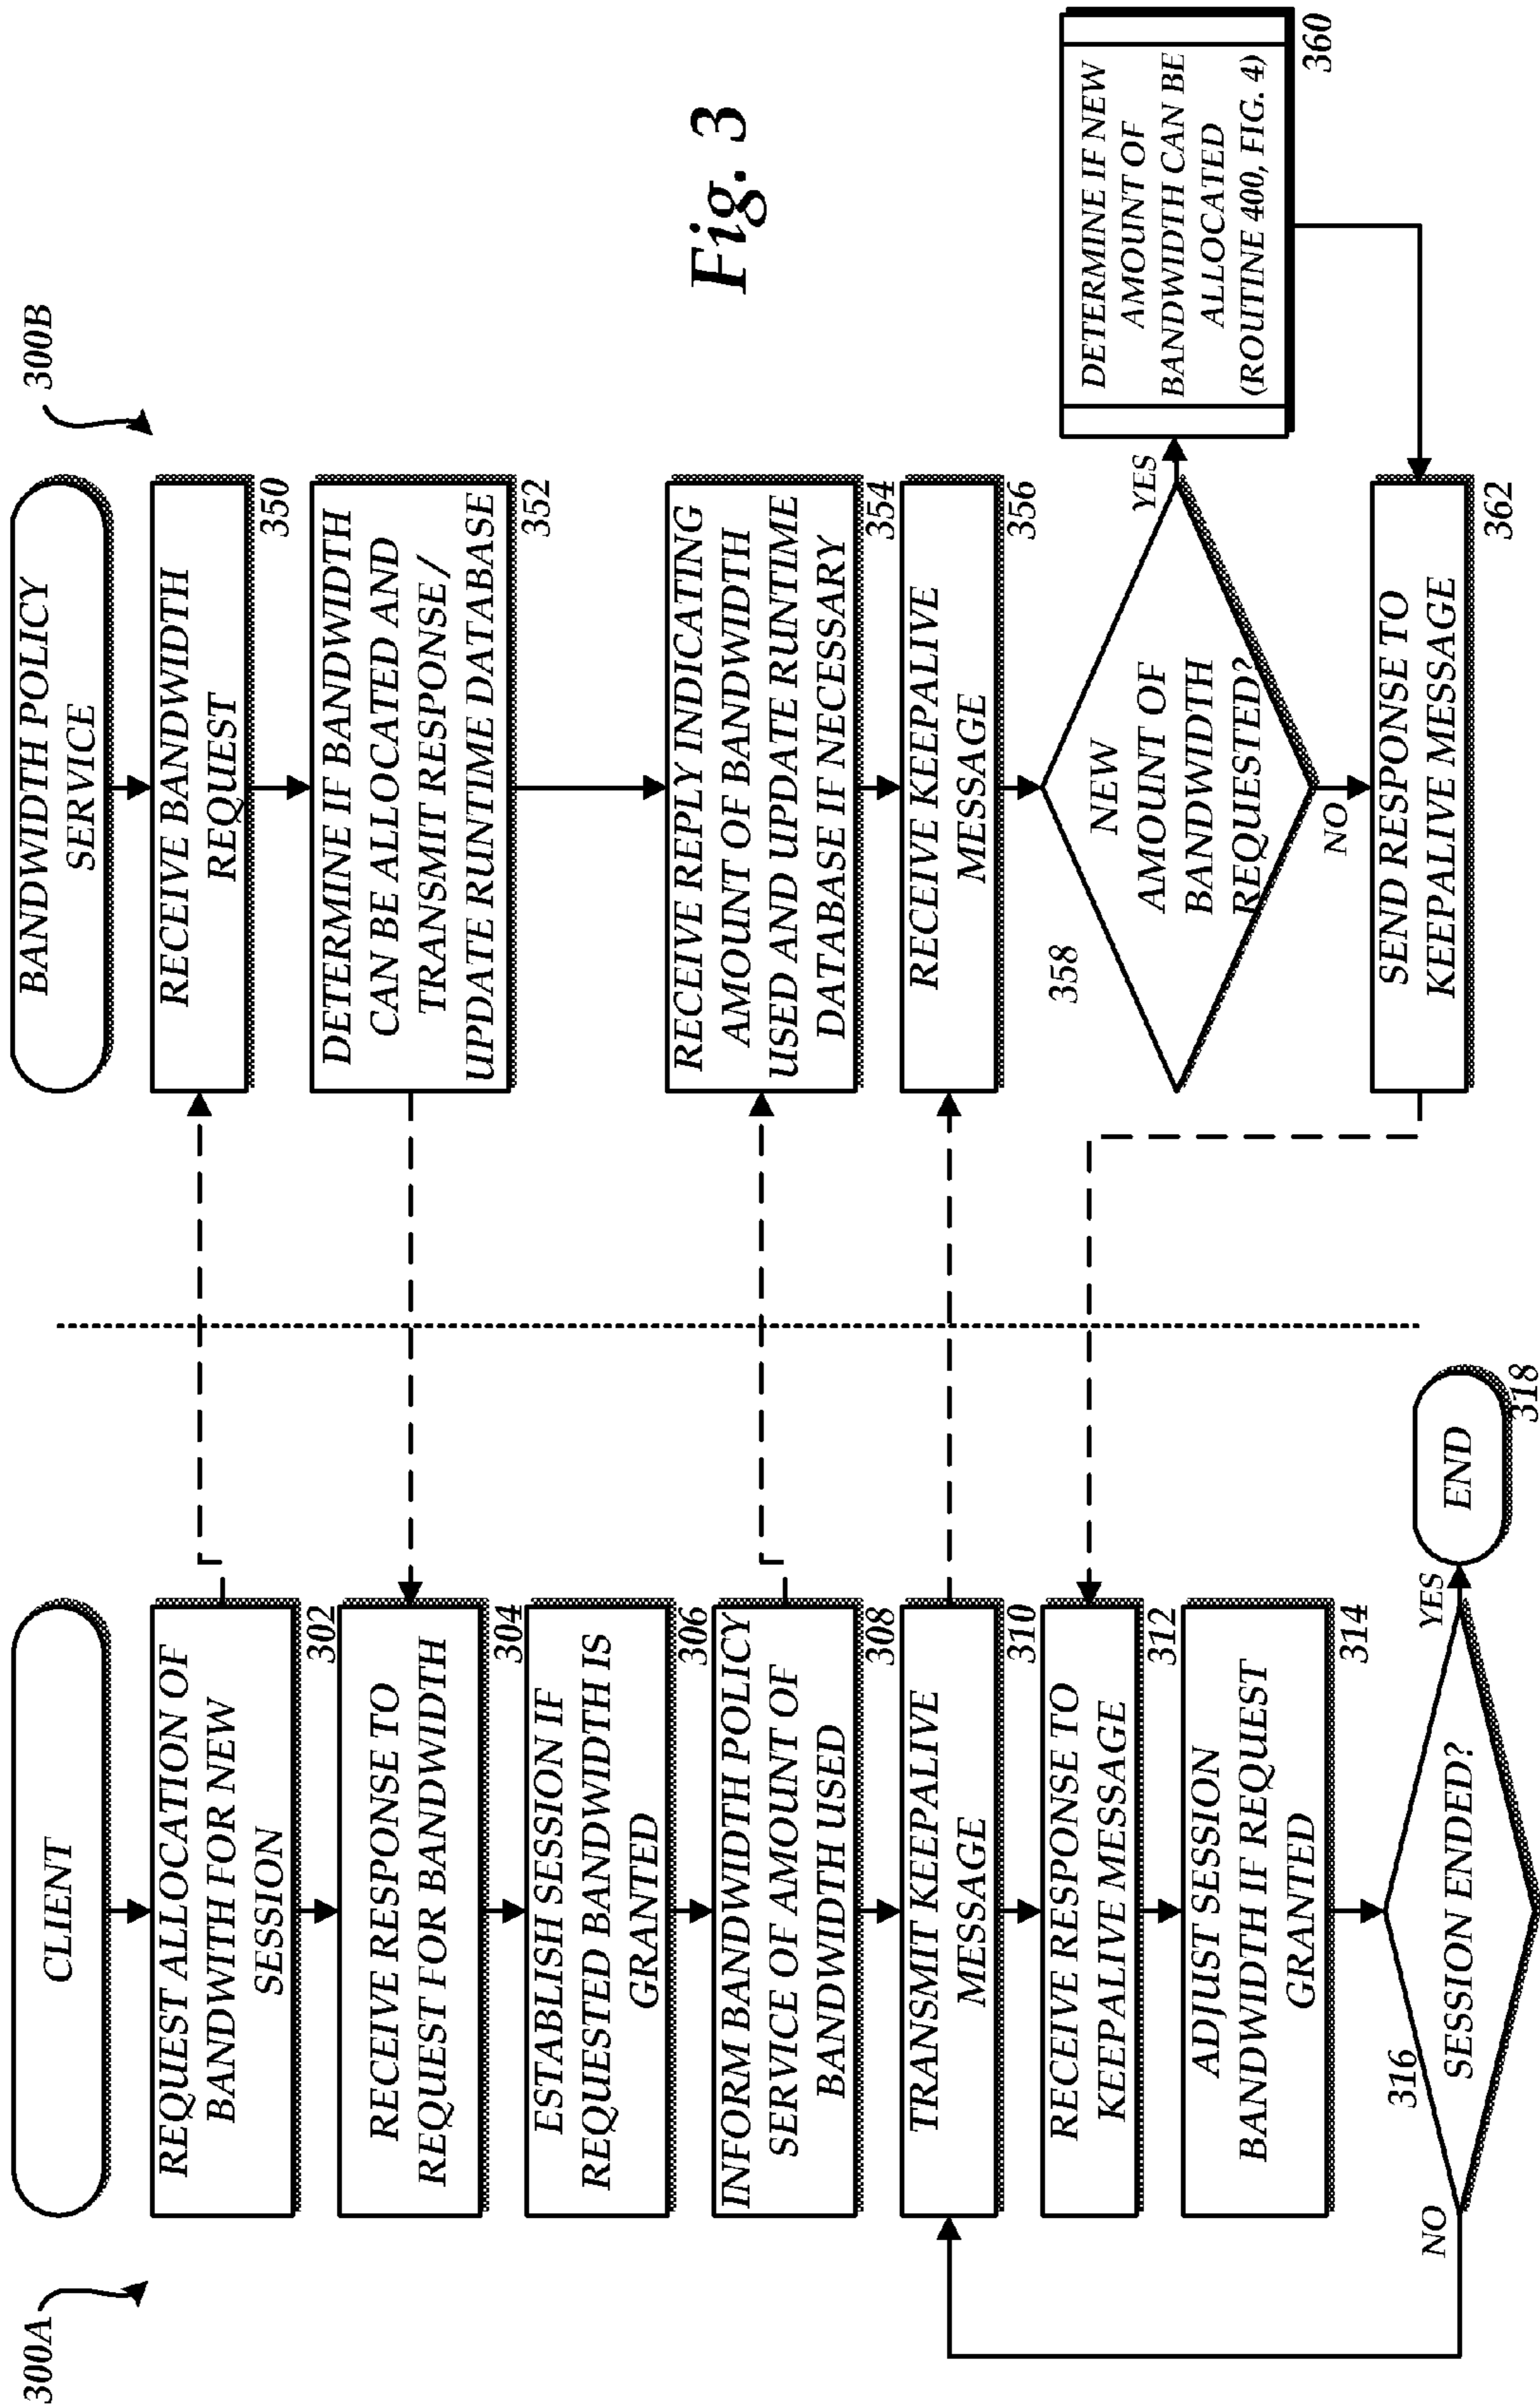 300A
CLIENT
REQUEST ALLOCATION OF
BANDWITH FOR NEW
SESSION
302
RECEIVE RESPONSE TO
REQUEST FOR BANDWIDTH
304
ESTABLISH SESSION IF
REQUESTED BANDWIDTH IS
GRANTED
306
INFORM BANDWIDTH POLICY
SERVICE OF AMOUNT OF
BANDWIDTH USED
308
TRANSMIT KEEPALIVE
MESSAGE
310
RECEIVE RESPONSE TO
KEEPALIVE MESSAGE
312
ADJUST SESSION
BANDWIDTH IF REQUEST
GRANTED
314
316
SESSION ENDED?
NO
YES
END
318
300B
BANDWIDTH POLICY
SERVICE
RECEIVE BANDWIDTH
REQUEST
350
DETERMINE IF BANDWIDTH
CAN BE ALLOCATED AND
TRANSMIT RESPONSE/
UPDATE RUNTIME DATABASE
352
RECEIVE REPLY INDICATING
AMOUNT OF BANDWIDTH
USED AND UPDATE RUNTIME
DATABASE IF NECESSARY
354
RECEIVE KEEPALIVE
MESSAGE
356
358
NEW
AMOUNT OF
BANDWIDTH
REQUESTED?
YES
NO
DETERMINE IF NEW
AMOUNT OF
BANDWIDTH CAN BE
ALLOCATED
(ROUTINE 400, FIG. 4)
360
SEND RESPONSE TO
KEEPALIVE MESSAGE
362
Fig. 3